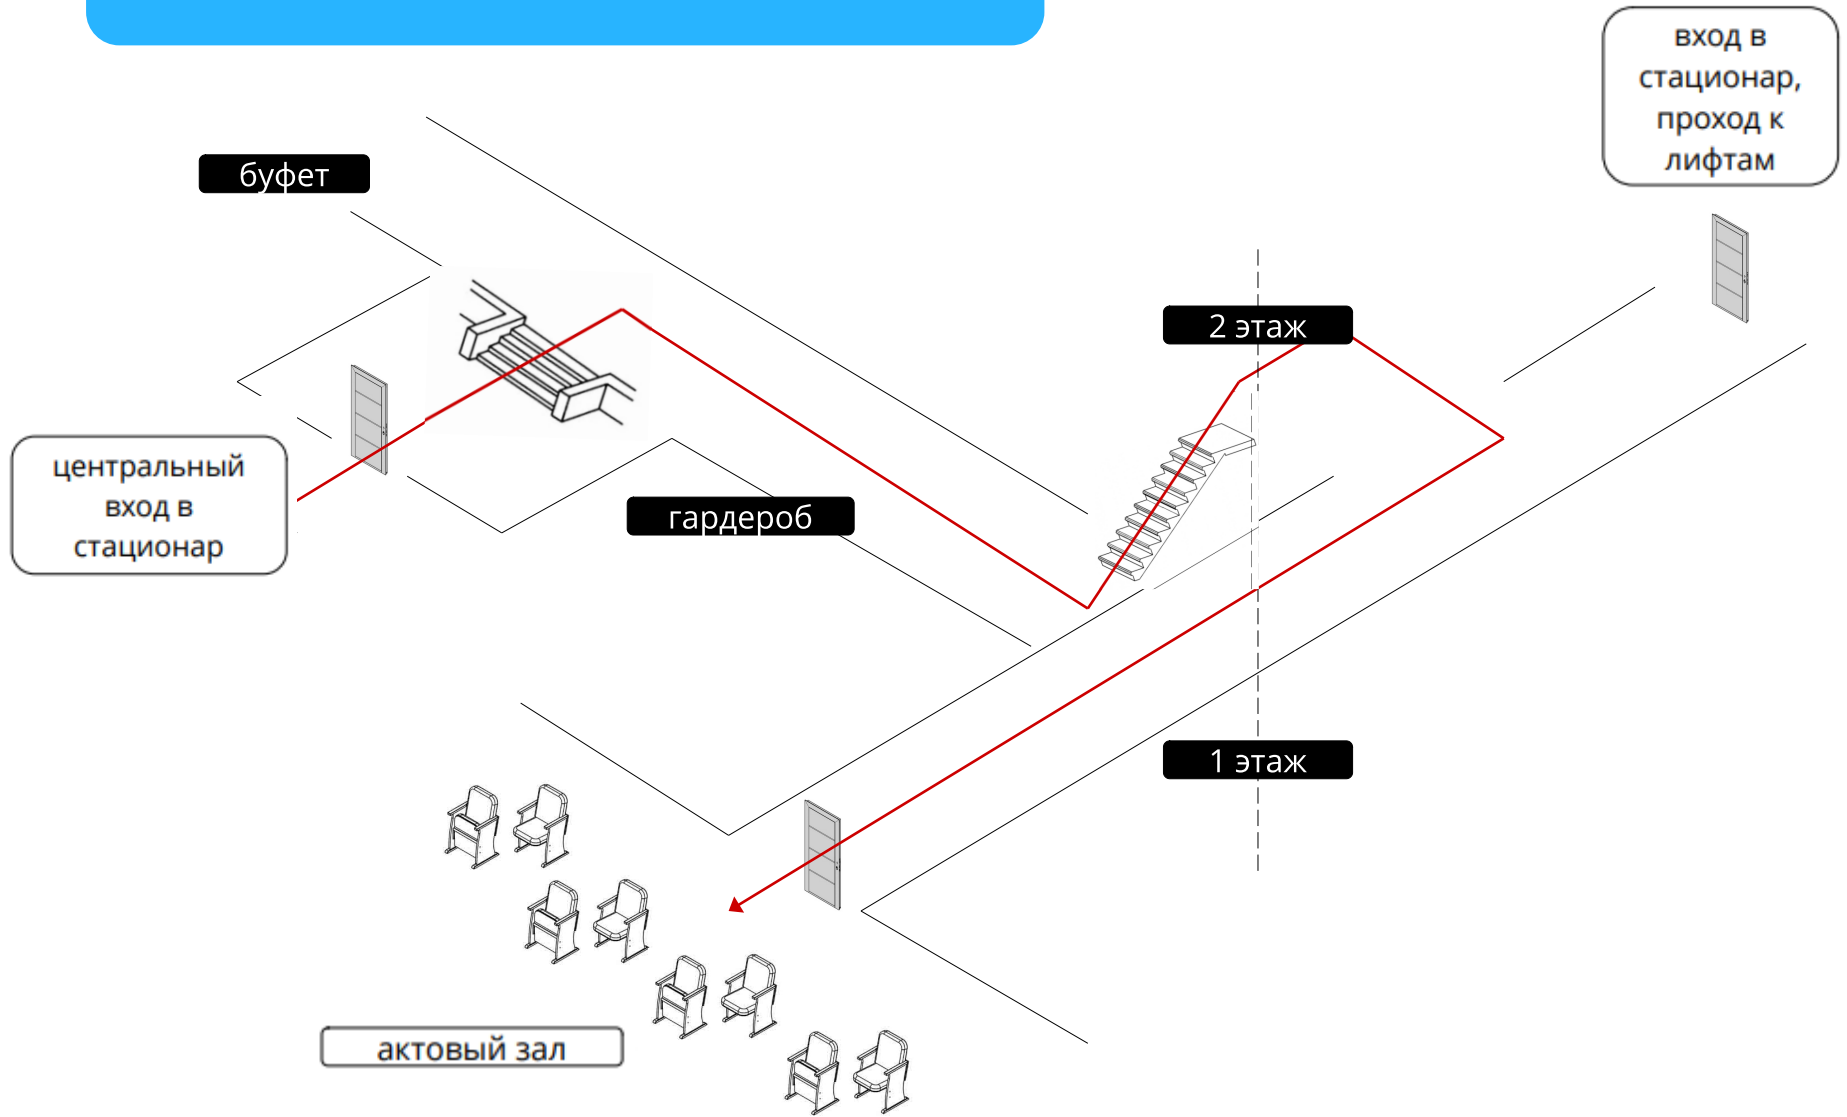 вход в
стационар,
проход к
лифтам
буфет
2 этаж
центральный
вход в
стационар
гардероб
1 этаж
актовый зал